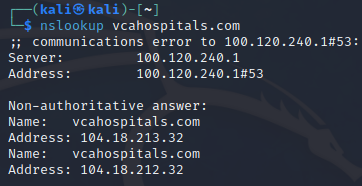 ┌──(kali㉿kali)-[~]
└─$ nslookup vcahospitals.com
;; communications error to 100.120.240.1#53:
Server:         100.120.240.1
Address:        100.120.240.1#53

Non-authoritative answer:
Name:   vcahospitals.com
Address: 104.18.213.32
Name:   vcahospitals.com
Address: 104.18.212.32